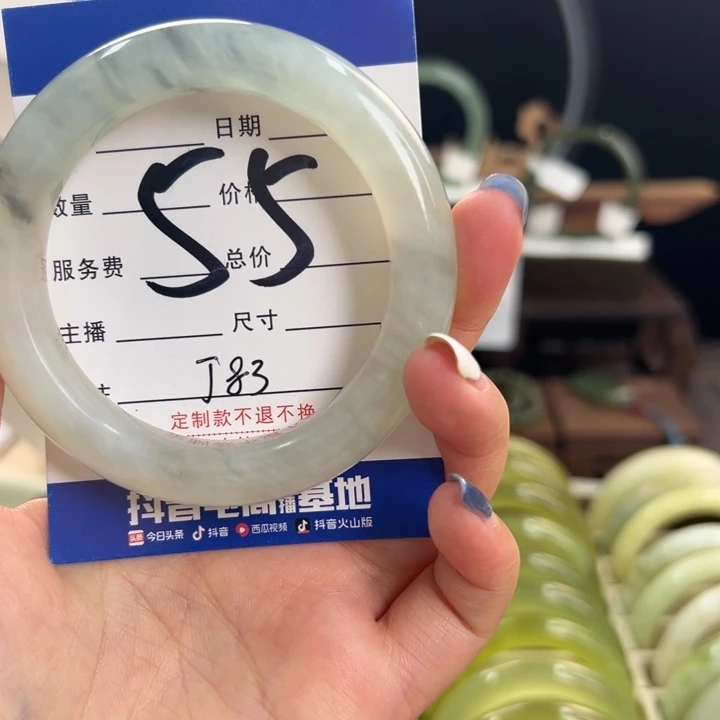 日期
数量 价格
55
服务费 总价
主播 尺寸
J83
定制款不退不换
抖音电商直播基地
头条 今日头条 抖音 西瓜视频 抖音火山版